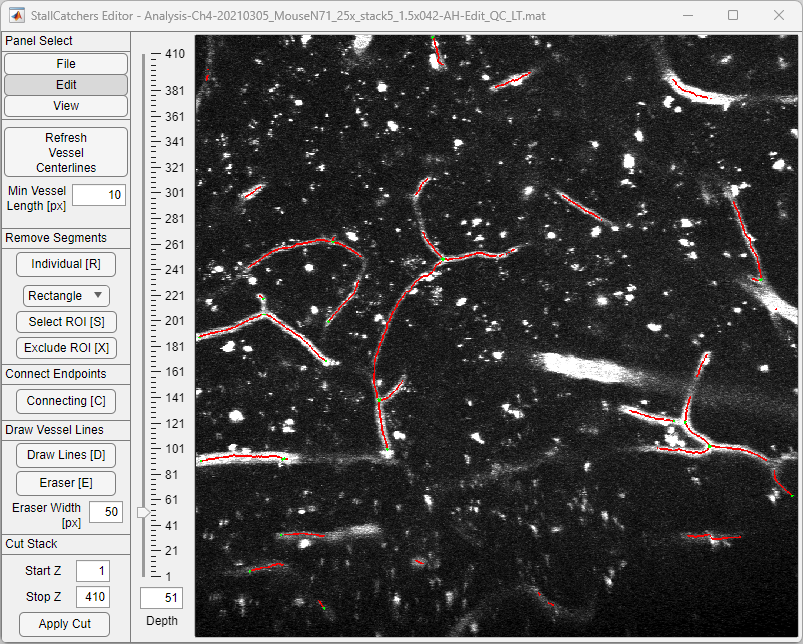 StallCatchers Editor - Analysis-Ch4-20210305_MouseN71_25x_stack5_1.5x042-AH-Edit_QC_LT.mat
Panel Select
File
Edit
View
Refresh
Vessel
Centerlines
Min Vessel
Length [px]
10
Remove Segments
Individual [R]
Rectangle
Select ROI [S]
Exclude ROI [X]
Connect Endpoints
Connecting [C]
Draw Vessel Lines
Draw Lines [D]
Eraser [E]
Eraser Width
[px]
50
Cut Stack
Start Z
1
Stop Z
410
Apply Cut
410
381
361
341
321
301
281
261
241
221
201
181
161
141
121
101
81
61
41
21
1
51
Depth